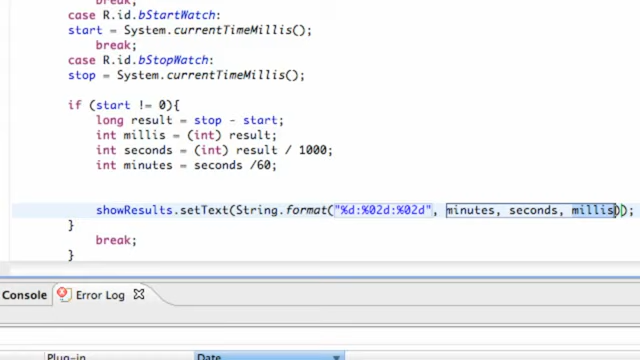 break;
case R.id.bStartWatch:
start = System.currentTimeMillis();
break;
case R.id.bStopWatch:
stop = System.currentTimeMillis();
if (start != 0){
long result = stop - start;
int millis = (int) result;
int seconds = (int) result / 1000;
int minutes = seconds /60;
showResults.setText(String.format("%d:%02d:%02d", minutes, seconds, millis));
}
break;
}
Console Error Log
Plug-in Date